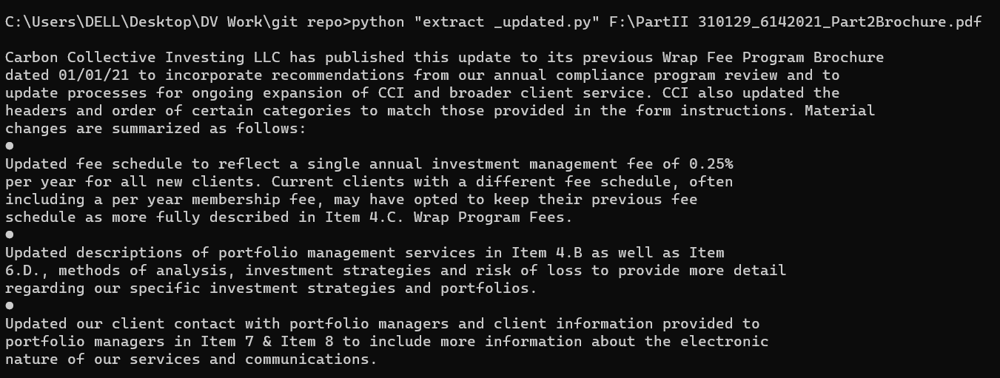 C:\Users\DELL\Desktop\DV Work\git repo>python "extract _updated.py" F:\PartII 310129_6142021_Part2Brochure.pdf
Carbon Collective Investing LLC has published this update to its previous Wrap Fee Program Brochure
dated 01/01/21 to incorporate recommendations from our annual compliance program review and to
update processes for ongoing expansion of CCI and broader client service. CCI also updated the
headers and order of certain categories to match those provided in the form instructions. Material
changes are summarized as follows:
●
Updated fee schedule to reflect a single annual investment management fee of 0.25%
per year for all new clients. Current clients with a different fee schedule, often
including a per year membership fee, may have opted to keep their previous fee
schedule as more fully described in Item 4.C. Wrap Program Fees.
●
Updated descriptions of portfolio management services in Item 4.B as well as Item
6.D., methods of analysis, investment strategies and risk of loss to provide more detail
regarding our specific investment strategies and portfolios.
●
Updated our client contact with portfolio managers and client information provided to
portfolio managers in Item 7 & Item 8 to include more information about the electronic
nature of our services and communications.